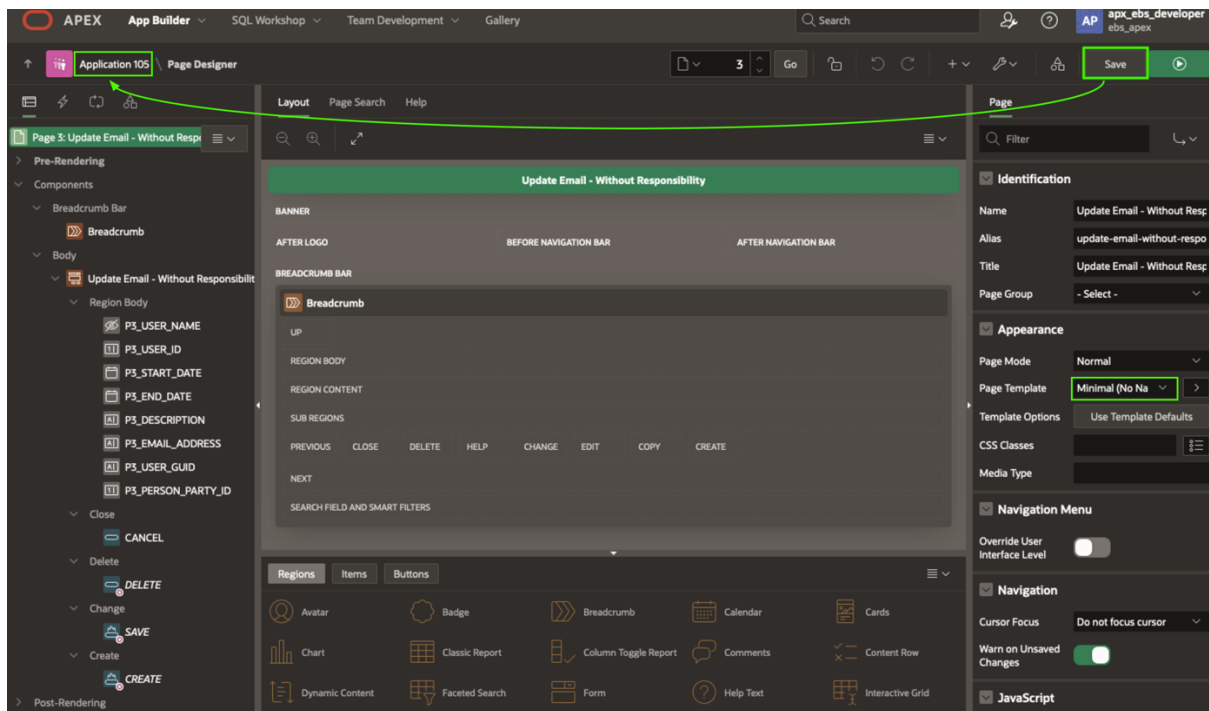 APEX App Builder SQL Workshop Team Development Gallery Search AP apx_ebs_developer
ebs_apex
Application 105 \ Page Designer 3 Go Save
Layout Page Search Help
Page
Page 3: Update Email - Without Respo
Filter
Pre-Rendering
Components
Breadcrumb Bar
Breadcrumb
Body
Update Email - Without Responsibilit
Region Body
P3_USER_NAME
P3_USER_ID
P3_START_DATE
P3_END_DATE
P3_DESCRIPTION
P3_EMAIL_ADDRESS
P3_USER_GUID
P3_PERSON_PARTY_ID
Close
CANCEL
Delete
DELETE
Change
SAVE
Create
CREATE
Post-Rendering
Update Email - Without Responsibility
BANNER
AFTER LOGO BEFORE NAVIGATION BAR AFTER NAVIGATION BAR
BREADCRUMB BAR
Breadcrumb
UP
REGION BODY
REGION CONTENT
SUB REGIONS
PREVIOUS CLOSE DELETE HELP CHANGE EDIT COPY CREATE
NEXT
SEARCH FIELD AND SMART FILTERS
Regions Items Buttons
Avatar Badge Breadcrumb Calendar Cards
Chart Classic Report Column Toggle Report Comments Content Row
Dynamic Content Faceted Search Form Help Text Interactive Grid
Identification
Name Update Email - Without Resp
Alias update-email-without-respo
Title Update Email - Without Resp
Page Group - Select -
Appearance
Page Mode Normal
Page Template Minimal (No Na
Template Options Use Template Defaults
CSS Classes
Media Type
Navigation Menu
Override User
Interface Level
Navigation
Cursor Focus Do not focus cursor
Warn on Unsaved
Changes
JavaScript